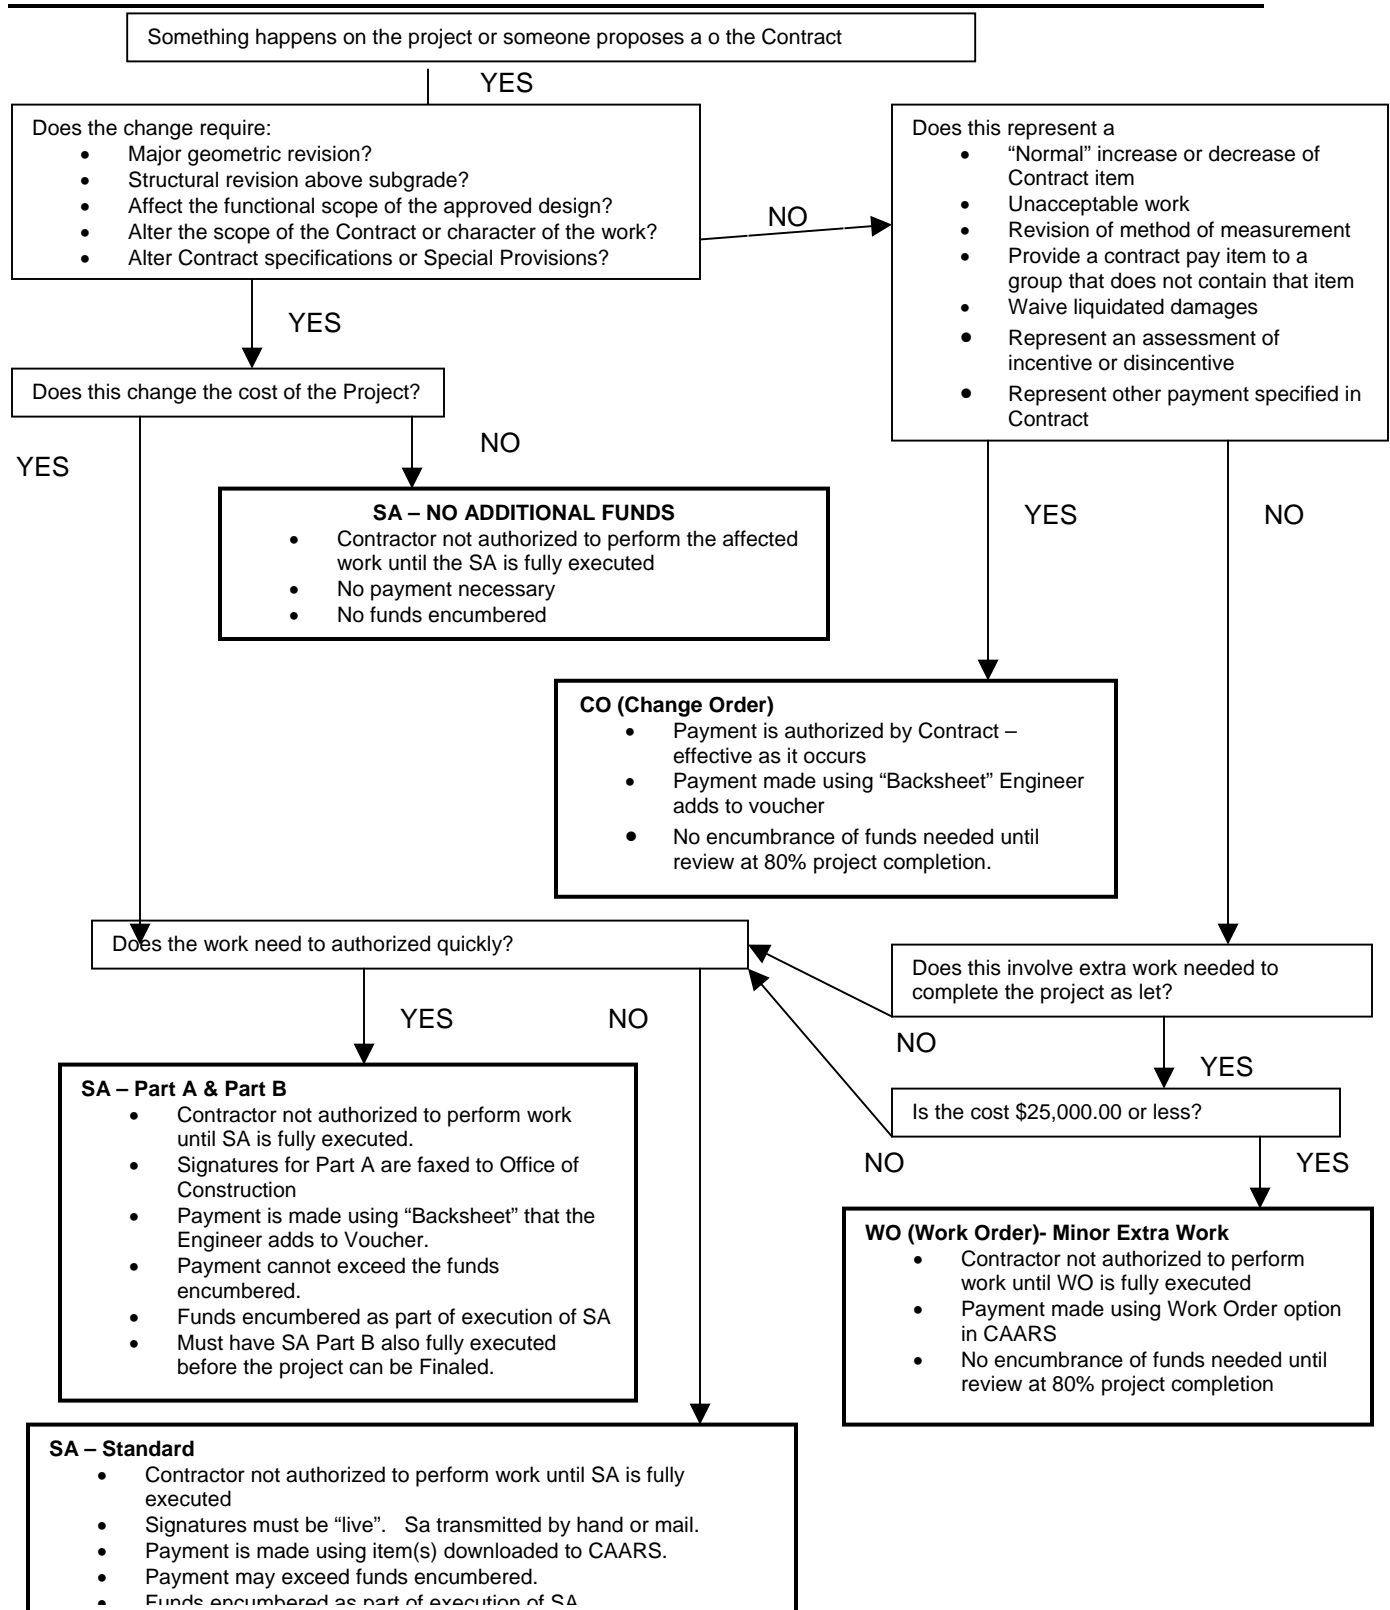 Something happens on the project or someone proposes a o the Contract
YES
Does the change require:
• Major geometric revision?
• Structural revision above subgrade?
• Affect the functional scope of the approved design?
• Alter the scope of the Contract or character of the work?
• Alter Contract specifications or Special Provisions?
NO
Does this represent a
• “Normal” increase or decrease of
Contract item
• Unacceptable work
• Revision of method of measurement
• Provide a contract pay item to a
group that does not contain that item
• Waive liquidated damages
• Represent an assessment of
incentive or disincentive
• Represent other payment specified in
Contract
YES
Does this change the cost of the Project?
YES
NO
SA – NO ADDITIONAL FUNDS
• Contractor not authorized to perform the affected
work until the SA is fully executed
• No payment necessary
• No funds encumbered
YES
NO
CO (Change Order)
• Payment is authorized by Contract –
effective as it occurs
• Payment made using “Backsheet” Engineer
adds to voucher
• No encumbrance of funds needed until
review at 80% project completion.
Does the work need to authorized quickly?
YES
NO
Does this involve extra work needed to
complete the project as let?
NO
YES
Is the cost $25,000.00 or less?
NO
YES
SA – Part A & Part B
• Contractor not authorized to perform work
until SA is fully executed.
• Signatures for Part A are faxed to Office of
Construction
• Payment is made using “Backsheet” that the
Engineer adds to Voucher.
• Payment cannot exceed the funds
encumbered.
• Funds encumbered as part of execution of SA
• Must have SA Part B also fully executed
before the project can be Finaled.
WO (Work Order)- Minor Extra Work
• Contractor not authorized to perform
work until WO is fully executed
• Payment made using Work Order option
in CAARS
• No encumbrance of funds needed until
review at 80% project completion
SA – Standard
• Contractor not authorized to perform work until SA is fully
executed
• Signatures must be “live”. Sa transmitted by hand or mail.
• Payment is made using item(s) downloaded to CAARS.
• Payment may exceed funds encumbered.
• Funds encumbered as part of execution of SA